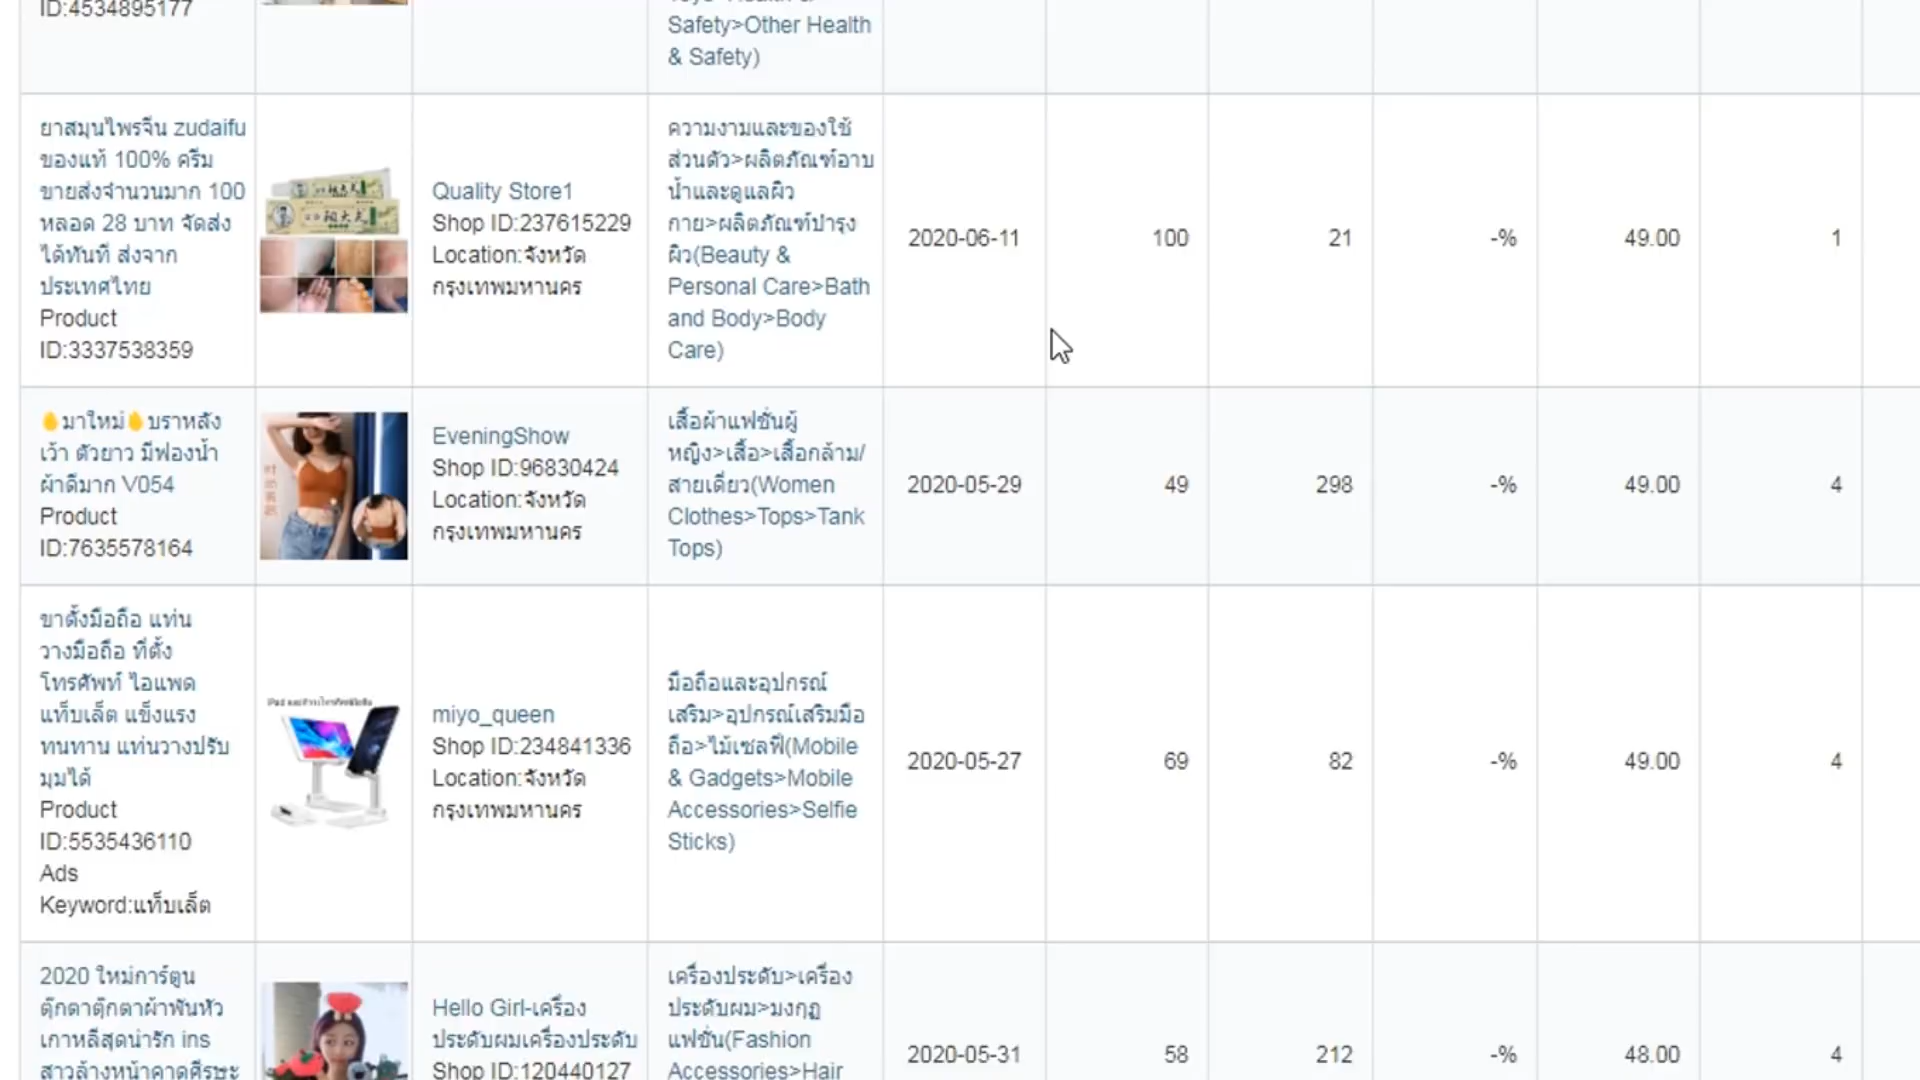 ID:4534895177
Safety>Other Health
& Safety)
ยาสมุนไพรจีน zudaifu
ของแท้ 100% ครีม
ขายส่งจำนวนมาก 100
หลอด 28 บาท จัดส่ง
ได้ทันที ส่งจาก
ประเทศไทย
Product
ID:3337538359
Quality Store1
Shop ID:237615229
Location:จังหวัด
กรุงเทพมหานคร
ความงามและของใช้
ส่วนตัว>ผลิตภัณฑ์อาบ
น้ำและดูแลผิว
กาย>ผลิตภัณฑ์บำรุง
ผิว(Beauty &
Personal Care>Bath
and Body>Body
Care)
2020-06-11
100
21
-%
49.00
1
มาใหม่ บราหลัง
เว้า ตัวยาว มีฟองน้ำ
ผ้าดีมาก V054
Product
ID:7635578164
EveningShow
Shop ID:96830424
Location:จังหวัด
กรุงเทพมหานคร
เสื้อผ้าแฟชั่นผู้
หญิง>เสื้อ>เสื้อกล้าม/
สายเดี่ยว(Women
Clothes>Tops>Tank
Tops)
2020-05-29
49
298
-%
49.00
4
ขาตั้งมือถือ แท่น
วางมือถือ ที่ตั้ง
โทรศัพท์ ไอแพด
แท็บเล็ต แข็งแรง
ทนทาน แท่นวางปรับ
มุมได้
Product
ID:5535436110
Ads
Keyword:แท็บเล็ต
miyo_queen
Shop ID:234841336
Location:จังหวัด
กรุงเทพมหานคร
มือถือและอุปกรณ์
เสริม>อุปกรณ์เสริมมือ
ถือ>ไม้เซลฟี่(Mobile
& Gadgets>Mobile
Accessories>Selfie
Sticks)
2020-05-27
69
82
-%
49.00
4
2020 ใหม่การ์ตูน
ตุ๊กตาตุ๊กตาผ้าพันหัว
เกาหลีสุดน่ารัก ins
สาวล้างหน้าคาดศีรษะ
Hello Girl-เครื่อง
ประดับผมเครื่องประดับ
Shop ID:120440127
เครื่องประดับ>เครื่อง
ประดับผม>มงกุฎ
แฟชั่น(Fashion
Accessories>Hair
2020-05-31
58
212
-%
48.00
4